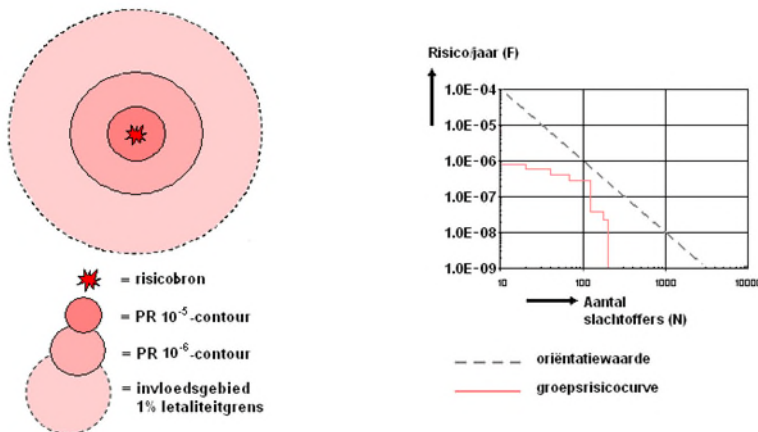 = risicobron
= PR 10⁻⁵-contour
= PR 10⁻⁶-contour
= invloedsgebied
1% letaliteitgrens
Risico/jaar (F)
1.0E-04
1.0E-05
1.0E-06
1.0E-07
1.0E-08
1.0E-09
10
100
1000
10000
Aantal
slachtoffers (N)
oriëntatiewaarde
groepsrisicocurve